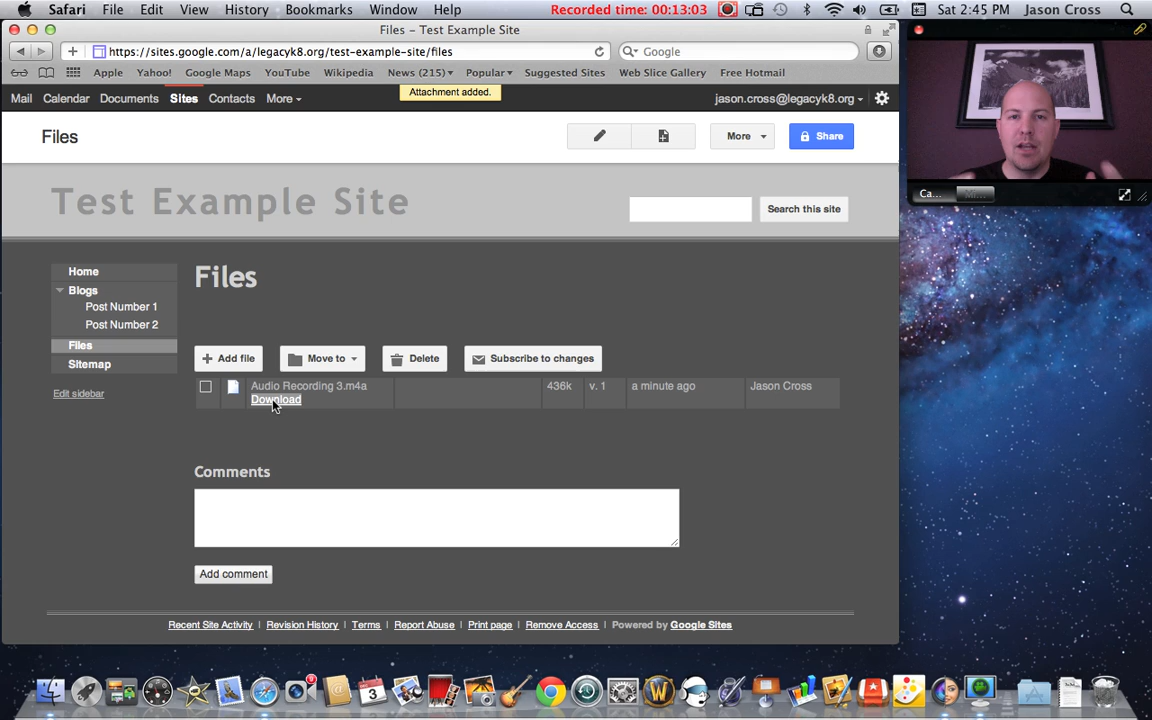 Safari File Edit View History Bookmarks Window Help Recorded time: 00:13:03 Sat 2:45 PM Jason Cross
Files – Test Example Site
https://sites.google.com/a/legacyk8.org/test-example-site/files
Google
Apple Yahoo! Google Maps YouTube Wikipedia News (215) Popular Suggested Sites Web Slice Gallery Free Hotmail
Mail Calendar Documents Sites Contacts More
Attachment added.
jason.cross@legacyk8.org
Files
More
Share
Test Example Site
Search this site
Home
Blogs
Post Number 1
Post Number 2
Files
Sitemap
Edit sidebar
Files
Add file Move to Delete Subscribe to changes
Audio Recording 3.m4a 436k v. 1 a minute ago Jason Cross
Download
Comments
Add comment
Recent Site Activity | Revision History | Terms | Report Abuse | Print page | Remove Access | Powered by Google Sites
Ca...
Mi...
3